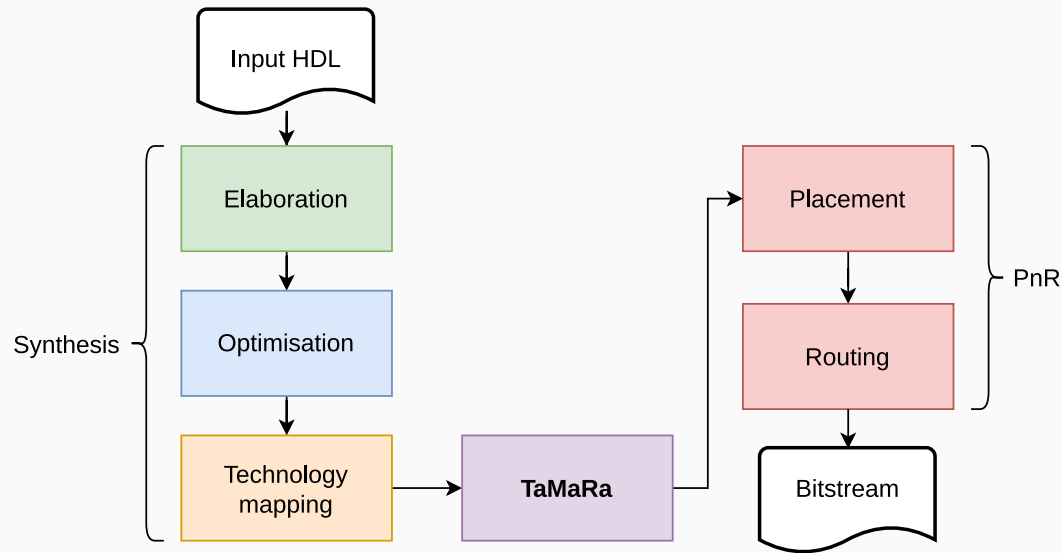 Input HDL
Elaboration
Optimisation
Synthesis
Technology
mapping
TaMaRa
Placement
Routing
PnR
Bitstream